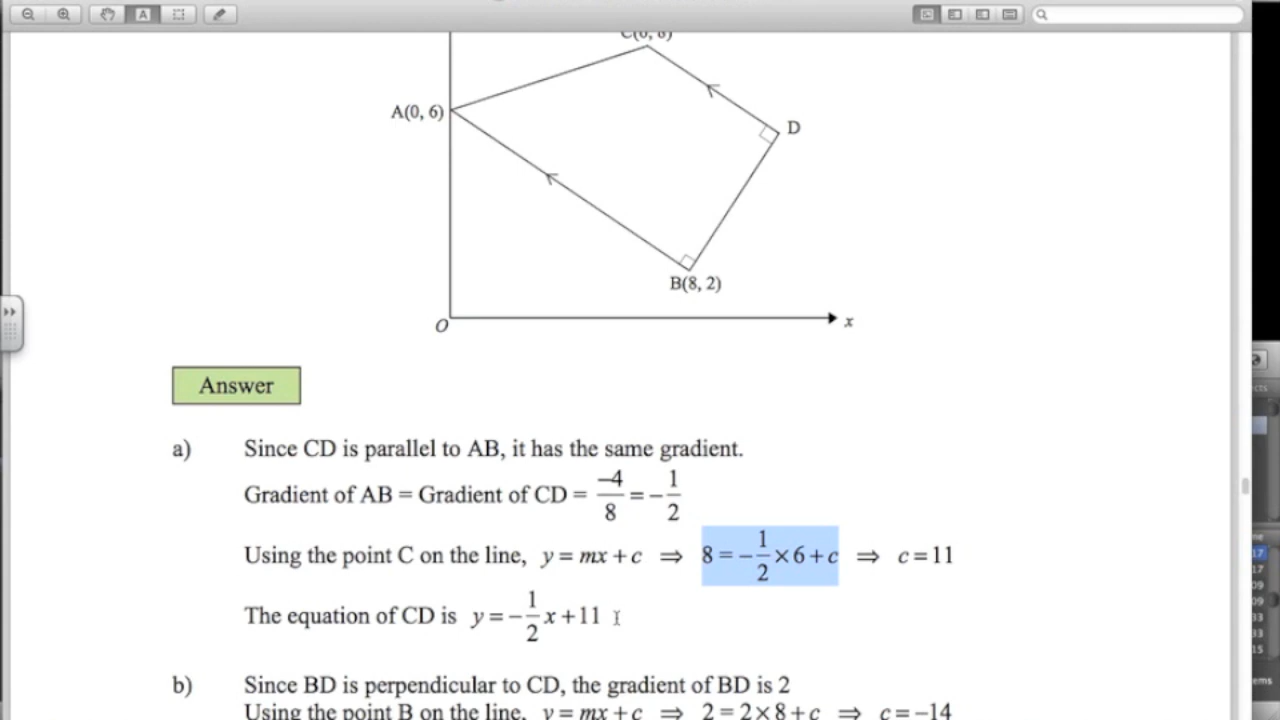 A(0, 6)
D
B(8, 2)
O
x
Answer
a) Since CD is parallel to AB, it has the same gradient.
Gradient of AB = Gradient of CD = −4/8 = −1/2
Using the point C on the line, y = mx + c ⇒ 8 = −1/2 × 6 + c ⇒ c = 11
The equation of CD is y = −1/2 x + 11
b) Since BD is perpendicular to CD, the gradient of BD is 2
Using the point B on the line, y = mx + c ⇒ 2 = 2 × 8 + c ⇒ c = −14